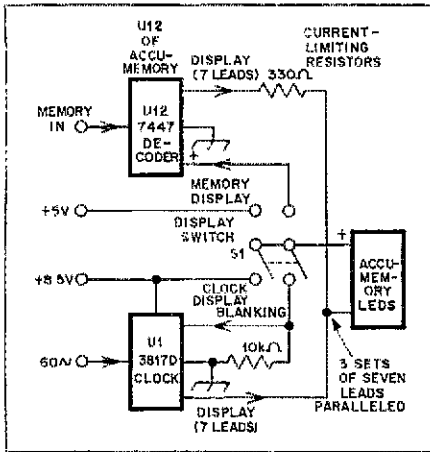 U12
OF
ACCU-
MEMORY
DISPLAY
(7 LEADS)
CURRENT-
LIMITING
RESISTORS
330Ω
MEMORY
IN
U12
7447
DE-
CODER
+
MEMORY
DISPLAY
+5V
DISPLAY
SWITCH
S1
+
ACCU-
MEM-
ORY
LEDS
+8.5V
CLOCK
DISPLAY
BLANKING
U1
3817D
CLOCK
10kΩ
60~
DISPLAY
(7 LEADS)
3 SETS
OF SEVEN
LEADS
PARALLELED